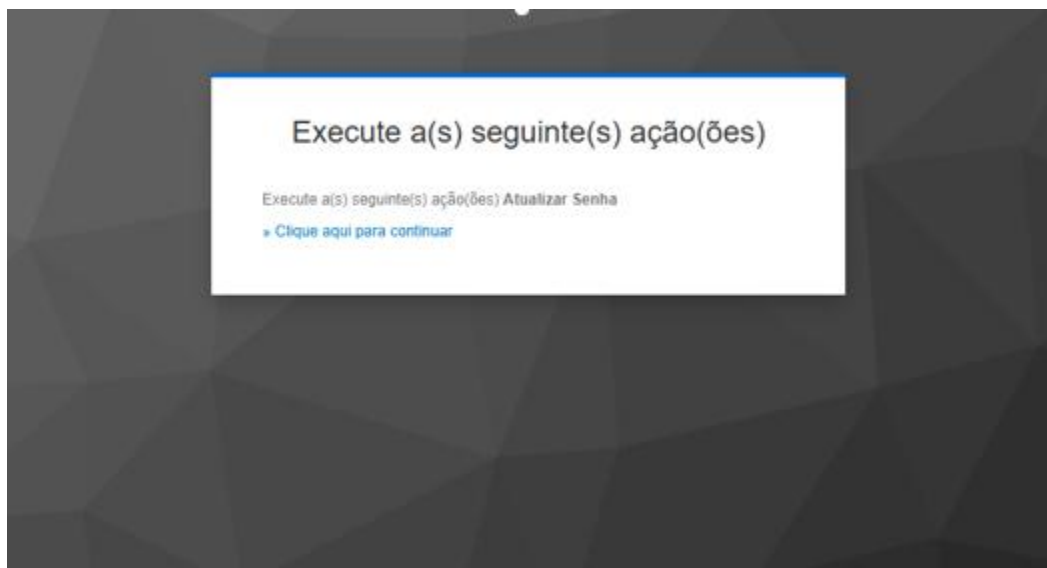 Execute a(s) seguinte(s) ação(ões)
Execute a(s) seguinte(s) ação(ões) Atualizar Senha
» Clique aqui para continuar